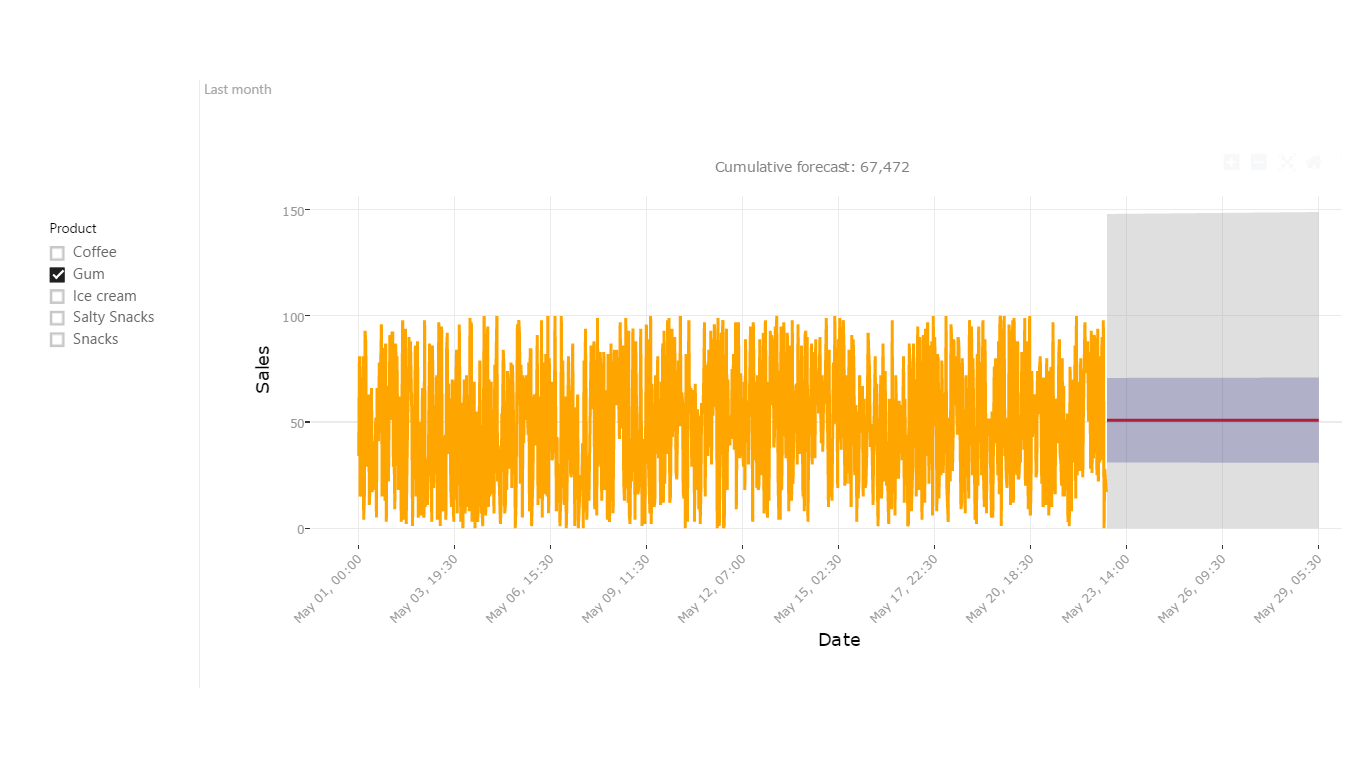 Last month
Cumulative forecast: 67,472
Product
Coffee
Gum
Ice cream
Salty Snacks
Snacks
Sales
150
100
50
0
May 01, 00:00
May 03, 19:30
May 06, 15:30
May 09, 11:30
May 12, 07:00
May 15, 02:30
May 17, 22:30
May 20, 18:30
May 23, 14:00
May 26, 09:30
May 29, 05:30
Date